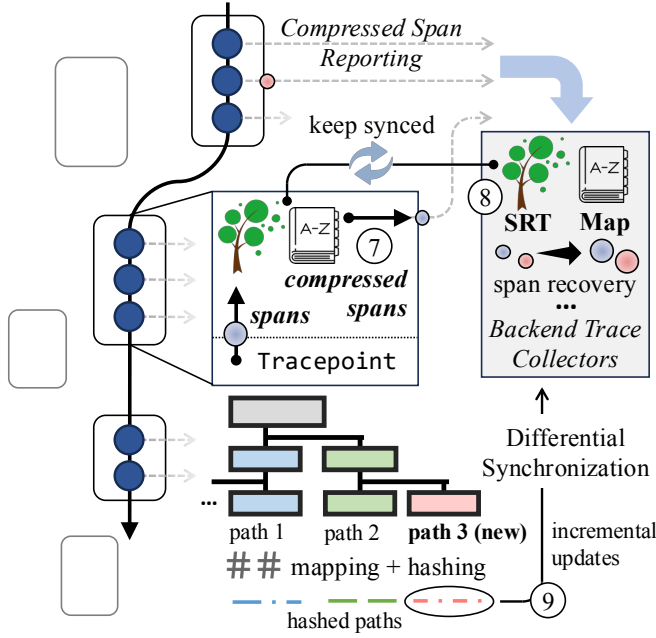 Compressed Span
Reporting
keep synced
A-Z
A-Z
8
SRT Map
7
compressed
spans
spans
span recovery
...
Backend Trace
Collectors
Tracepoint
Differential
Synchronization
...
path 1 path 2 path 3 (new)
incremental
updates
## mapping + hashing
9
hashed paths